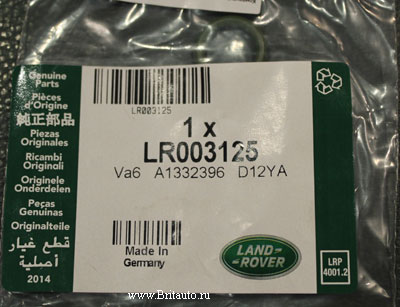 Genuine
Parts
Pièces
d'Origine
純正部品
Piezas
Originales
Ricambi
Originali
Originele
Onderdelen
Peças
Genuinas
Originalteile
قطع غيار
أصلية
2014
LR003125
1 x
LR003125
Va6 A1332396 D12YA
Made In
Germany
LAND-
ROVER
LRP
4001.2
www.Britauto.ru